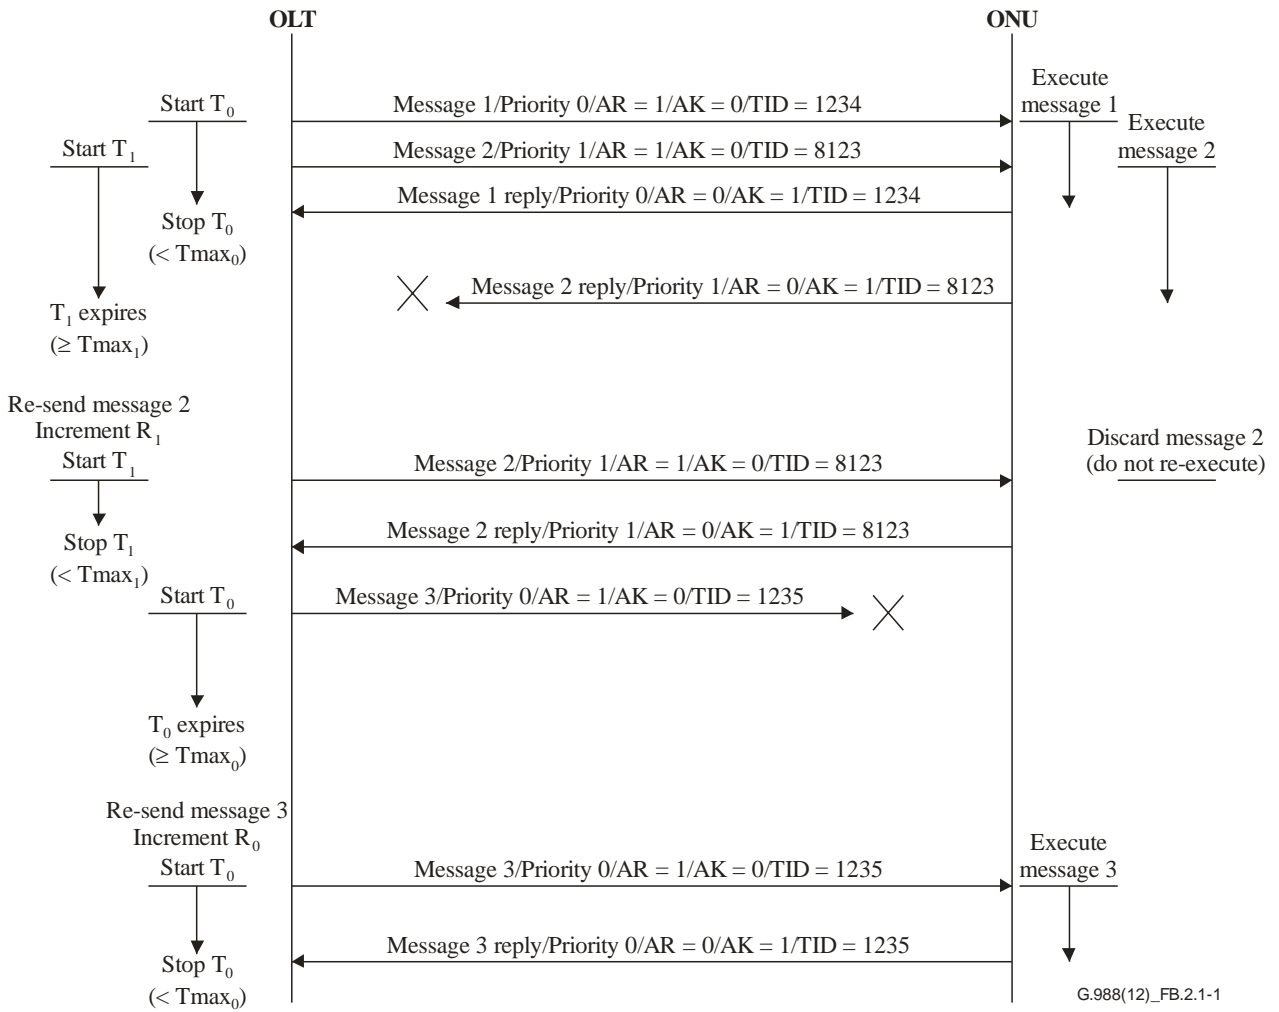 OLT
ONU
Start T0
Message 1/Priority 0/AR = 1/AK = 0/TID = 1234
Execute
message 1
Start T1
Message 2/Priority 1/AR = 1/AK = 0/TID = 8123
Execute
message 2
Message 1 reply/Priority 0/AR = 0/AK = 1/TID = 1234
Stop T0
(< Tmax0)
Message 2 reply/Priority 1/AR = 0/AK = 1/TID = 8123
T1 expires
(≥ Tmax1)
Re-send message 2
Increment R1
Start T1
Message 2/Priority 1/AR = 1/AK = 0/TID = 8123
Discard message 2
(do not re-execute)
Message 2 reply/Priority 1/AR = 0/AK = 1/TID = 8123
Stop T1
(< Tmax1)
Start T0
Message 3/Priority 0/AR = 1/AK = 0/TID = 1235
T0 expires
(≥ Tmax0)
Re-send message 3
Increment R0
Start T0
Message 3/Priority 0/AR = 1/AK = 0/TID = 1235
Execute
message 3
Message 3 reply/Priority 0/AR = 0/AK = 1/TID = 1235
Stop T0
(< Tmax0)
G.988(12)_FB.2.1-1